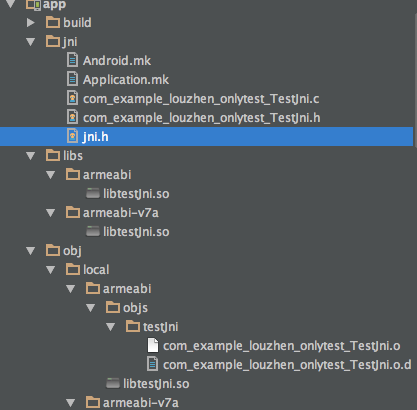 app
build
jni
Android.mk
Application.mk
com_example_louzhen_onlytest_TestJni.c
com_example_louzhen_onlytest_TestJni.h
jni.h
libs
armeabi
libtestJni.so
armeabi-v7a
libtestJni.so
obj
local
armeabi
objs
testJni
com_example_louzhen_onlytest_TestJni.o
com_example_louzhen_onlytest_TestJni.o.d
libtestJni.so
armeabi-v7a